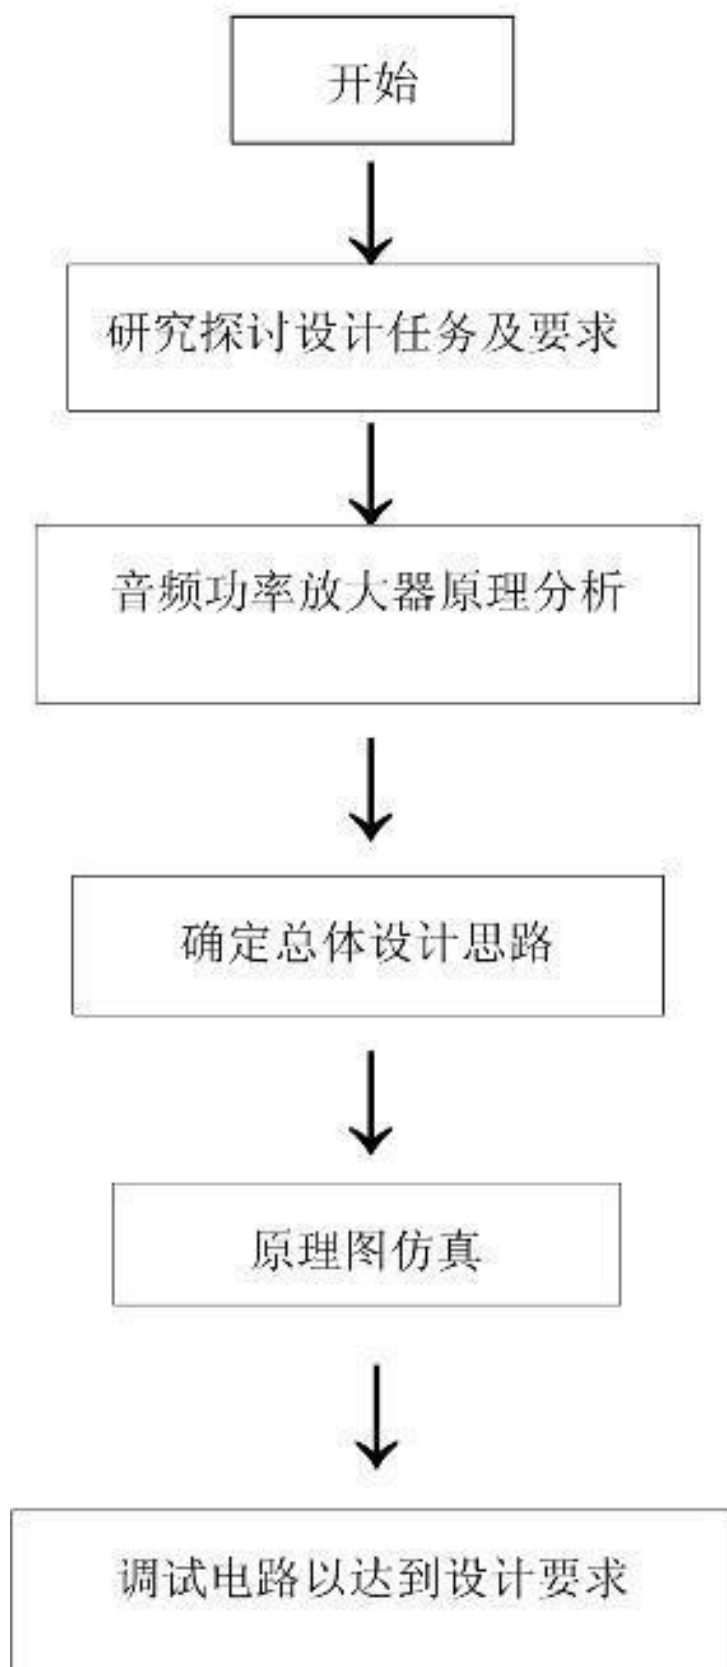 开始
研究探讨设计任务及要求
音频功率放大器原理分析
确定总体设计思路
原理图仿真
调试电路以达到设计要求